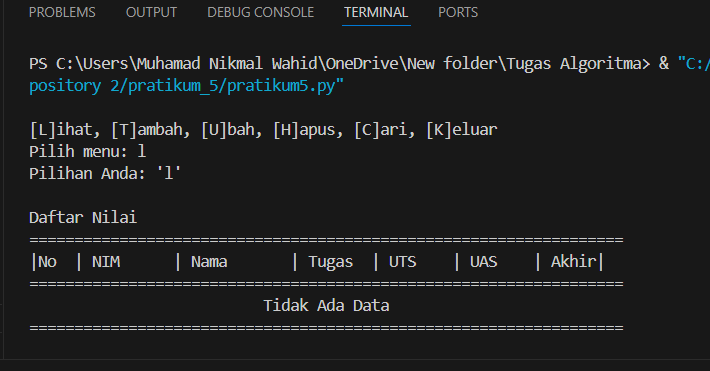 PROBLEMS OUTPUT DEBUG CONSOLE TERMINAL PORTS
PS C:\Users\Muhamad Nikmal Wahid\OneDrive\New folder\Tugas Algoritma> & "C:/
pository 2/pratikum_5/pratikum5.py"
[L]ihat, [T]ambah, [U]bah, [H]apus, [C]ari, [K]eluar
Pilih menu: l
Pilihan Anda: 'l'
Daftar Nilai
==================================================================
|No | NIM | Nama | Tugas | UTS | UAS | Akhir|
==================================================================
Tidak Ada Data
==================================================================